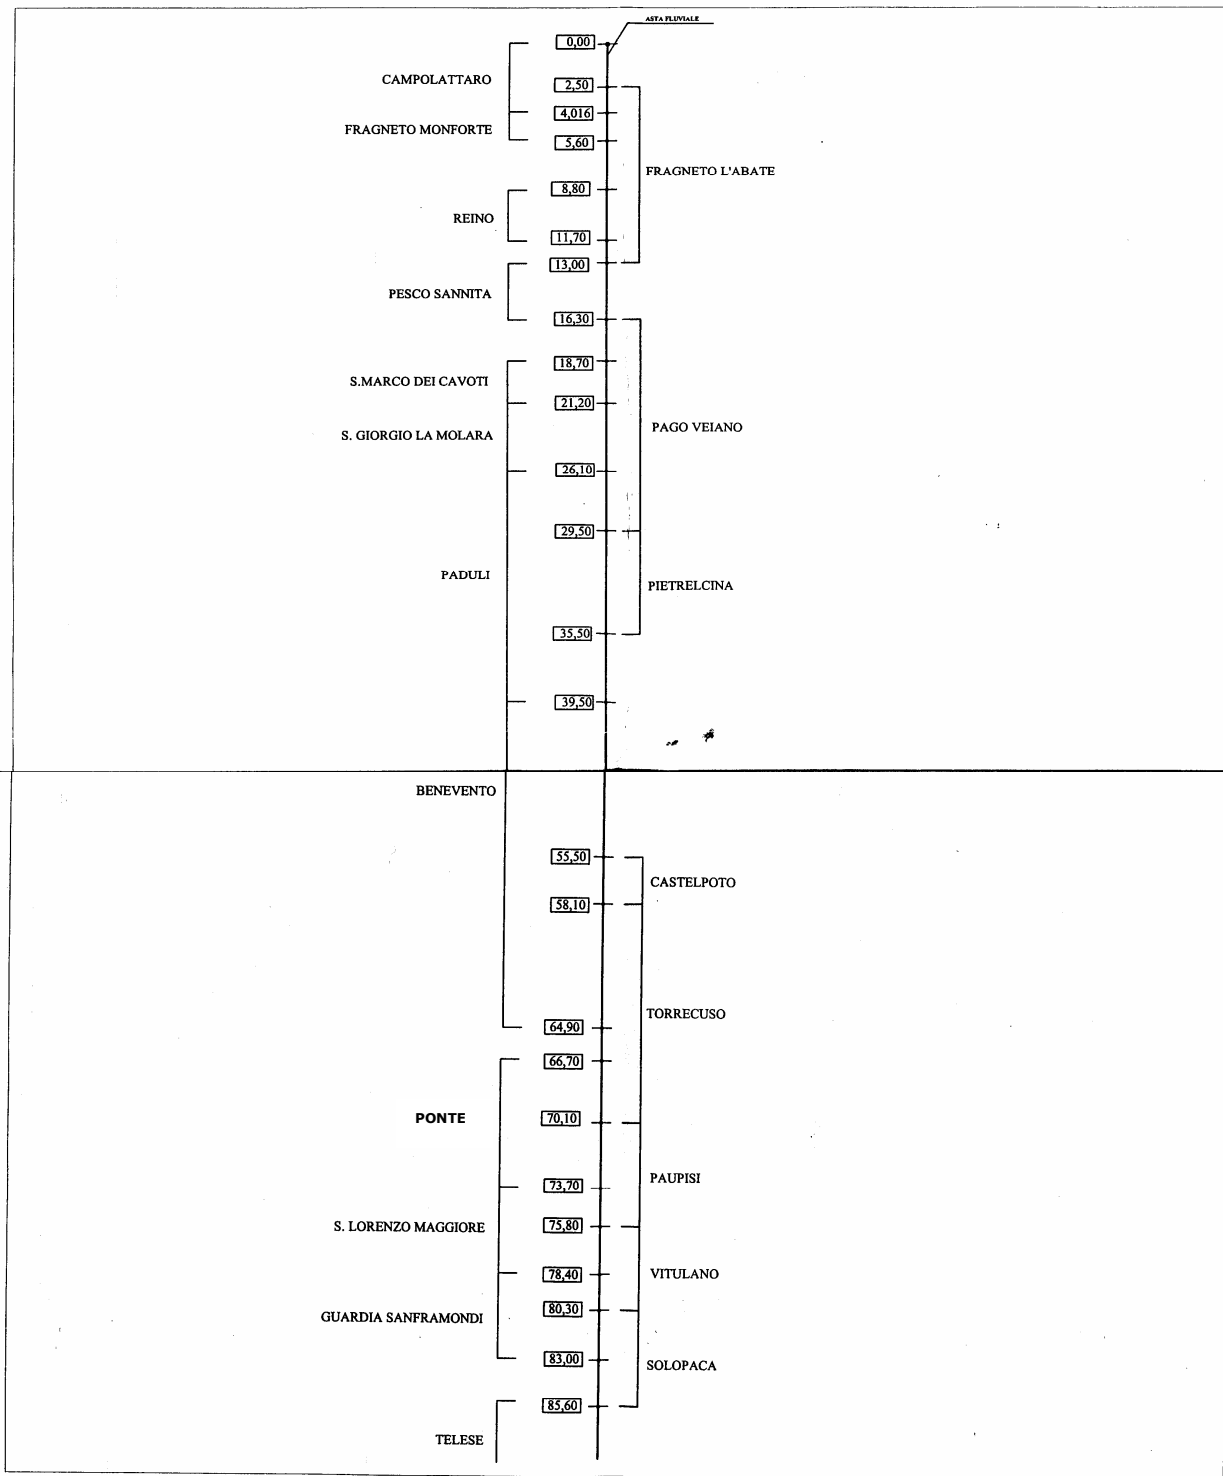 ASTA FLUVIALE
0,00
CAMPOLATTARO
2,50
4,016
FRAGNETO MONFORTE
5,60
FRAGNETO L'ABATE
8,80
REINO
11,70
13,00
PESCO SANNITA
16,30
18,70
S.MARCO DEI CAVOTI
21,20
PAGO VEIANO
S. GIORGIO LA MOLARA
26,10
29,50
PADULI
PIETRELCINA
35,50
39,50
BENEVENTO
55,50
CASTELPOTO
58,10
TORRECUSO
64,90
66,70
PONTE
70,10
PAUPISI
73,70
75,80
S. LORENZO MAGGIORE
78,40
VITULANO
80,30
GUARDIA SANFRAMONDI
83,00
SOLOPACA
85,60
TELESE